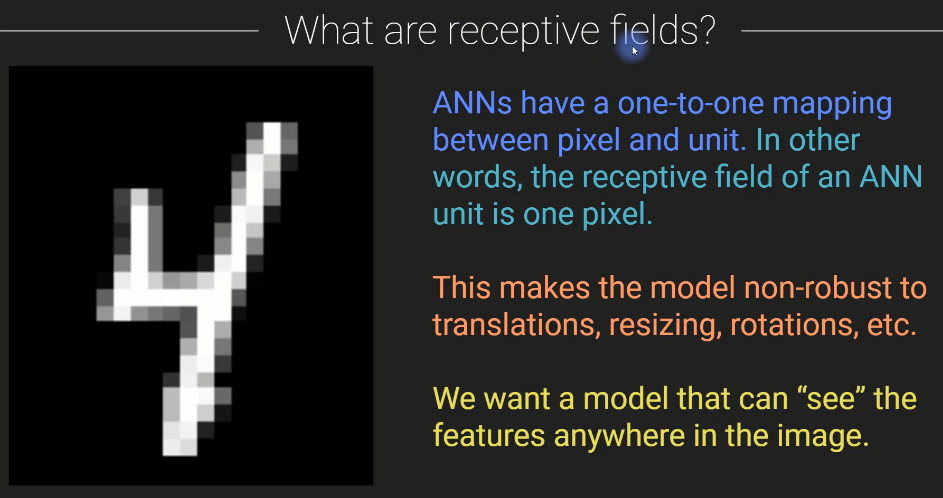 What are receptive fields?
ANNs have a one-to-one mapping
between pixel and unit. In other
words, the receptive field of an ANN
unit is one pixel.
This makes the model non-robust to
translations, resizing, rotations, etc.
We want a model that can “see” the
features anywhere in the image.
4